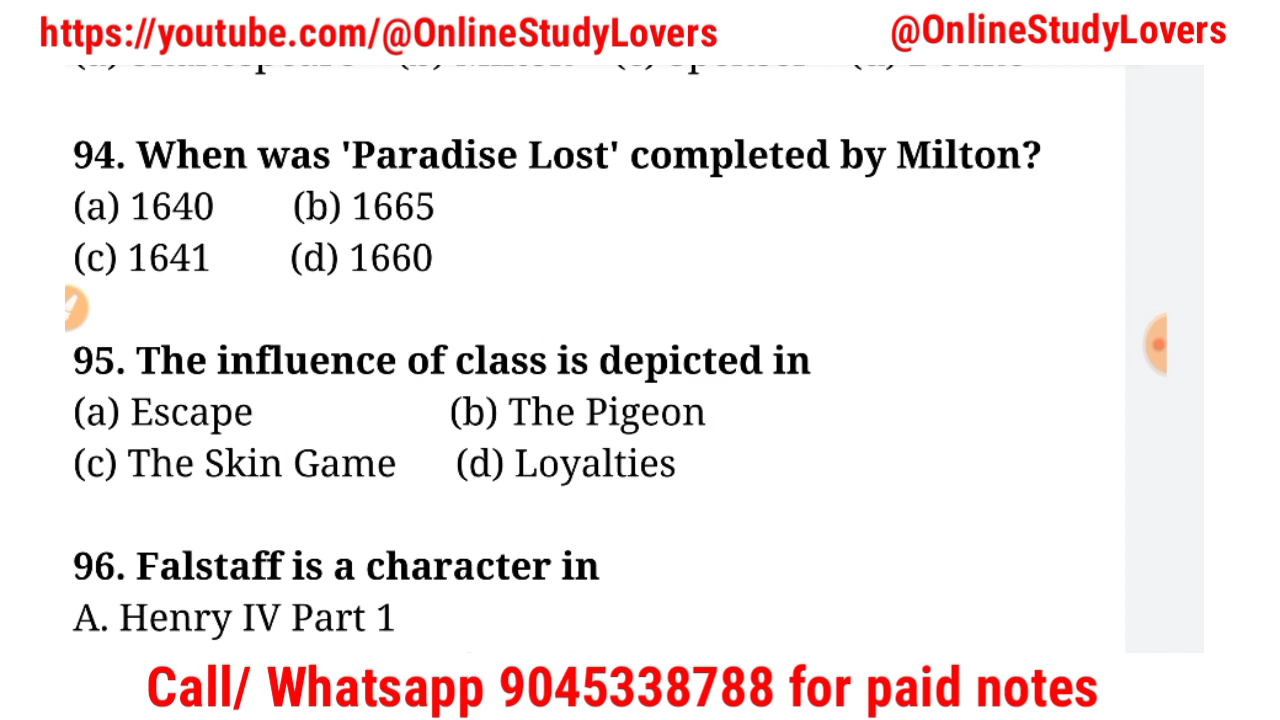 https://youtube.com/@OnlineStudyLovers @OnlineStudyLovers
94. When was 'Paradise Lost' completed by Milton?
(a) 1640 (b) 1665
(c) 1641 (d) 1660
95. The influence of class is depicted in
(a) Escape (b) The Pigeon
(c) The Skin Game (d) Loyalties
96. Falstaff is a character in
A. Henry IV Part 1
Call/ Whatsapp 9045338788 for paid notes